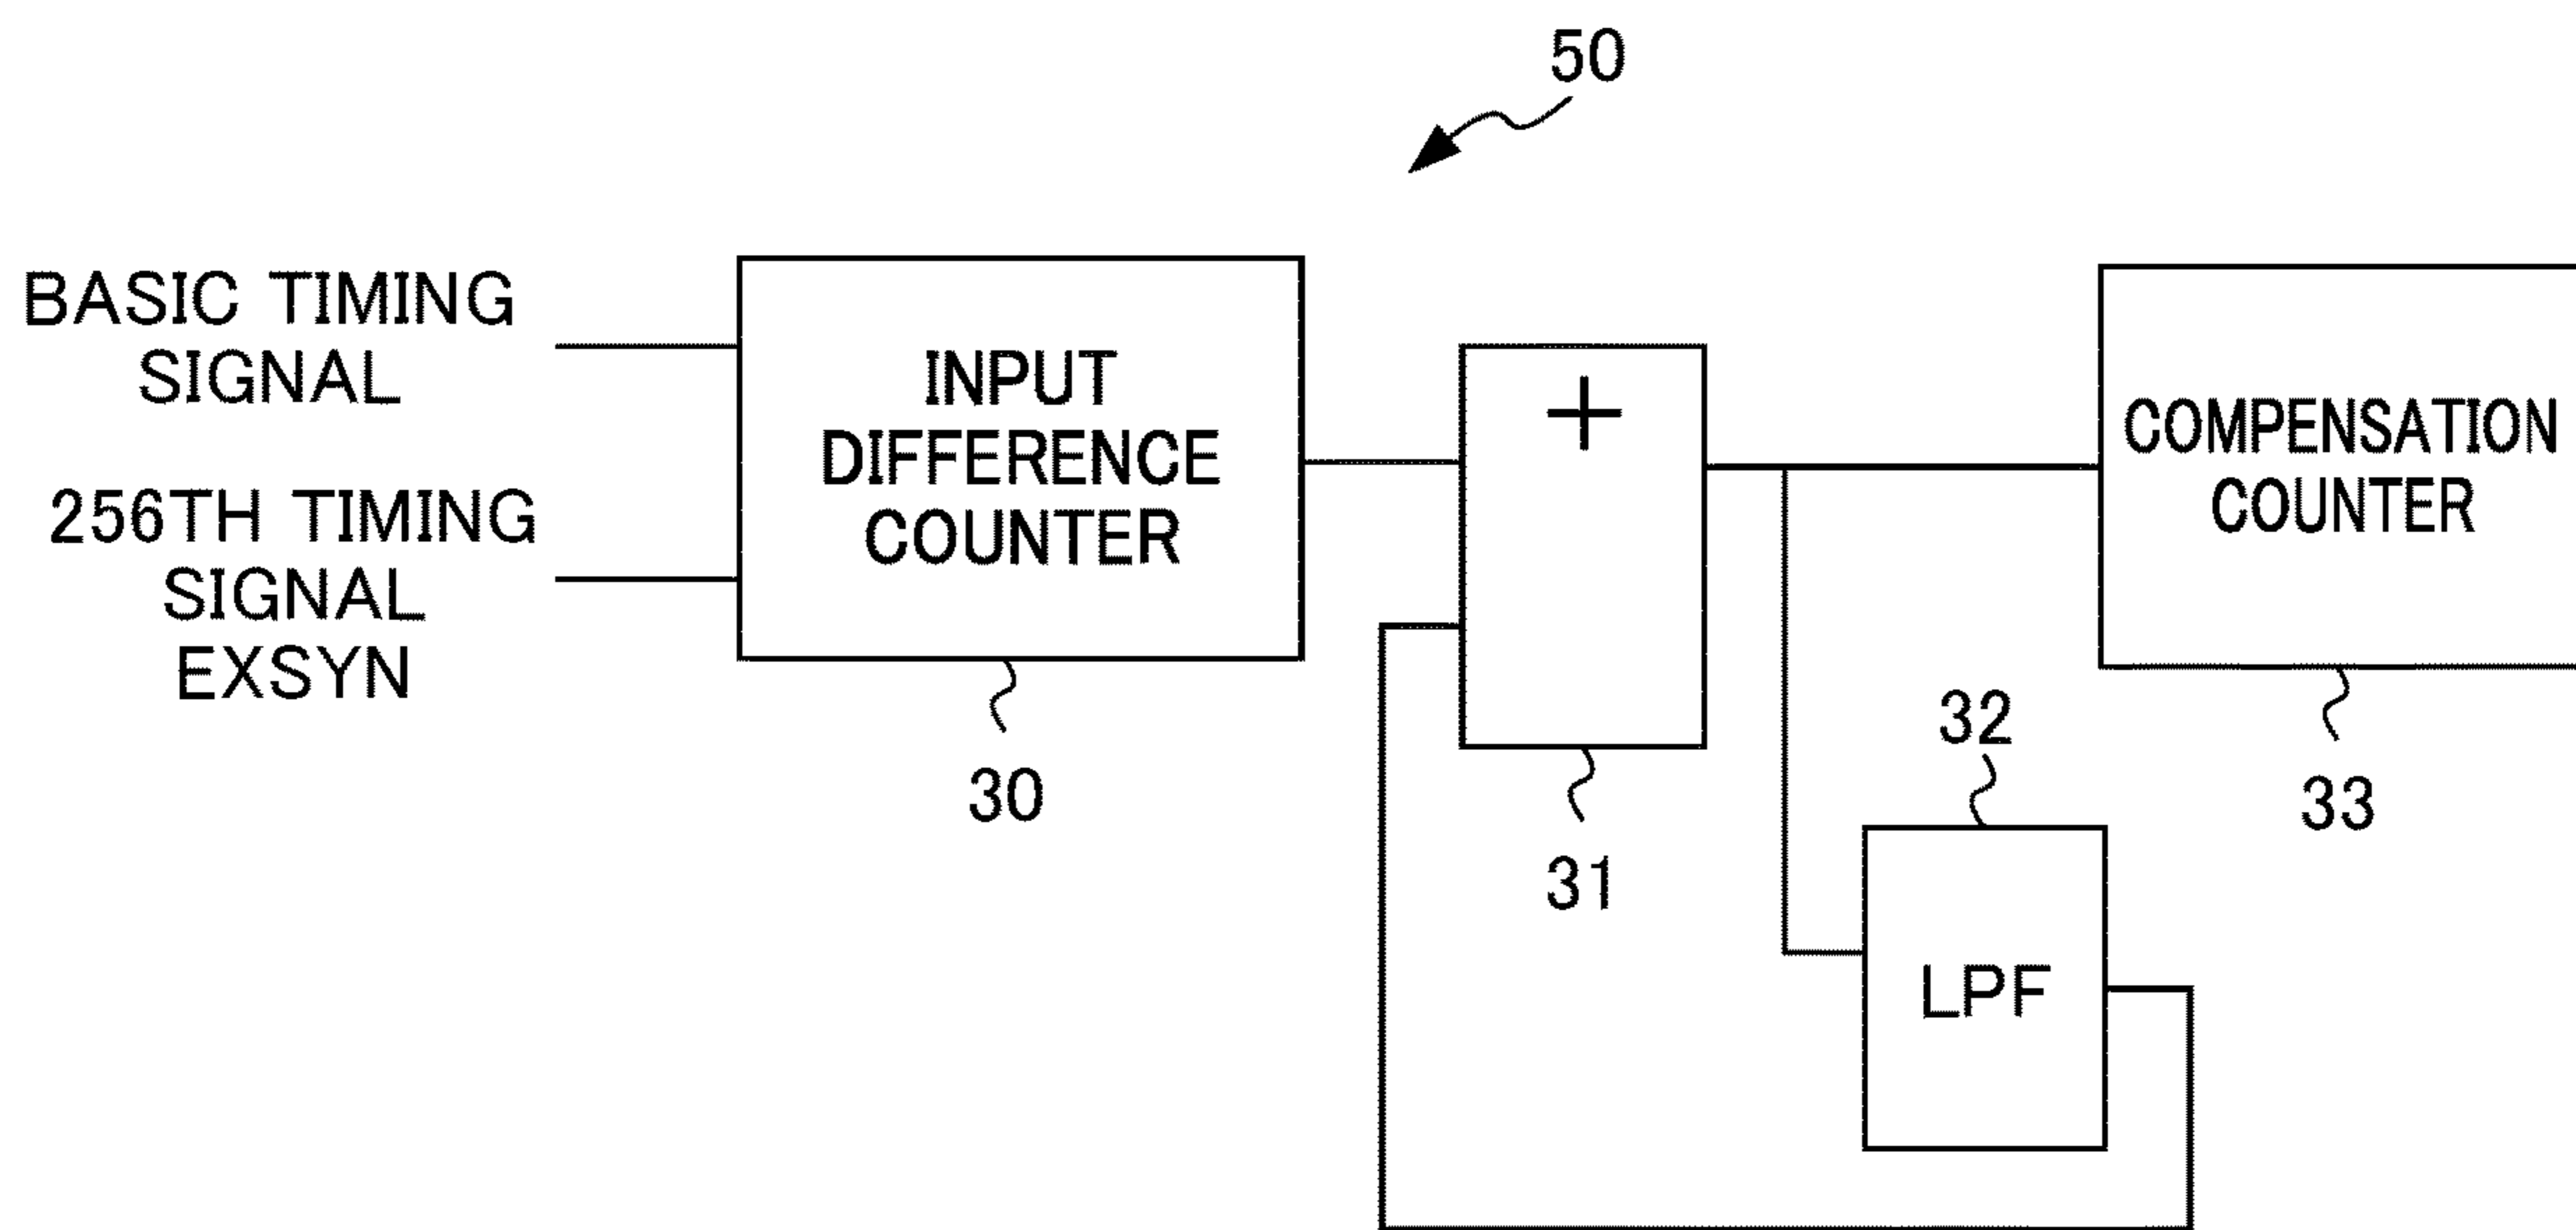 50
BASIC TIMING
SIGNAL
256TH TIMING
SIGNAL
EXSYN
INPUT
DIFFERENCE
COUNTER
30
+
31
32
LPF
COMPENSATION
COUNTER
33